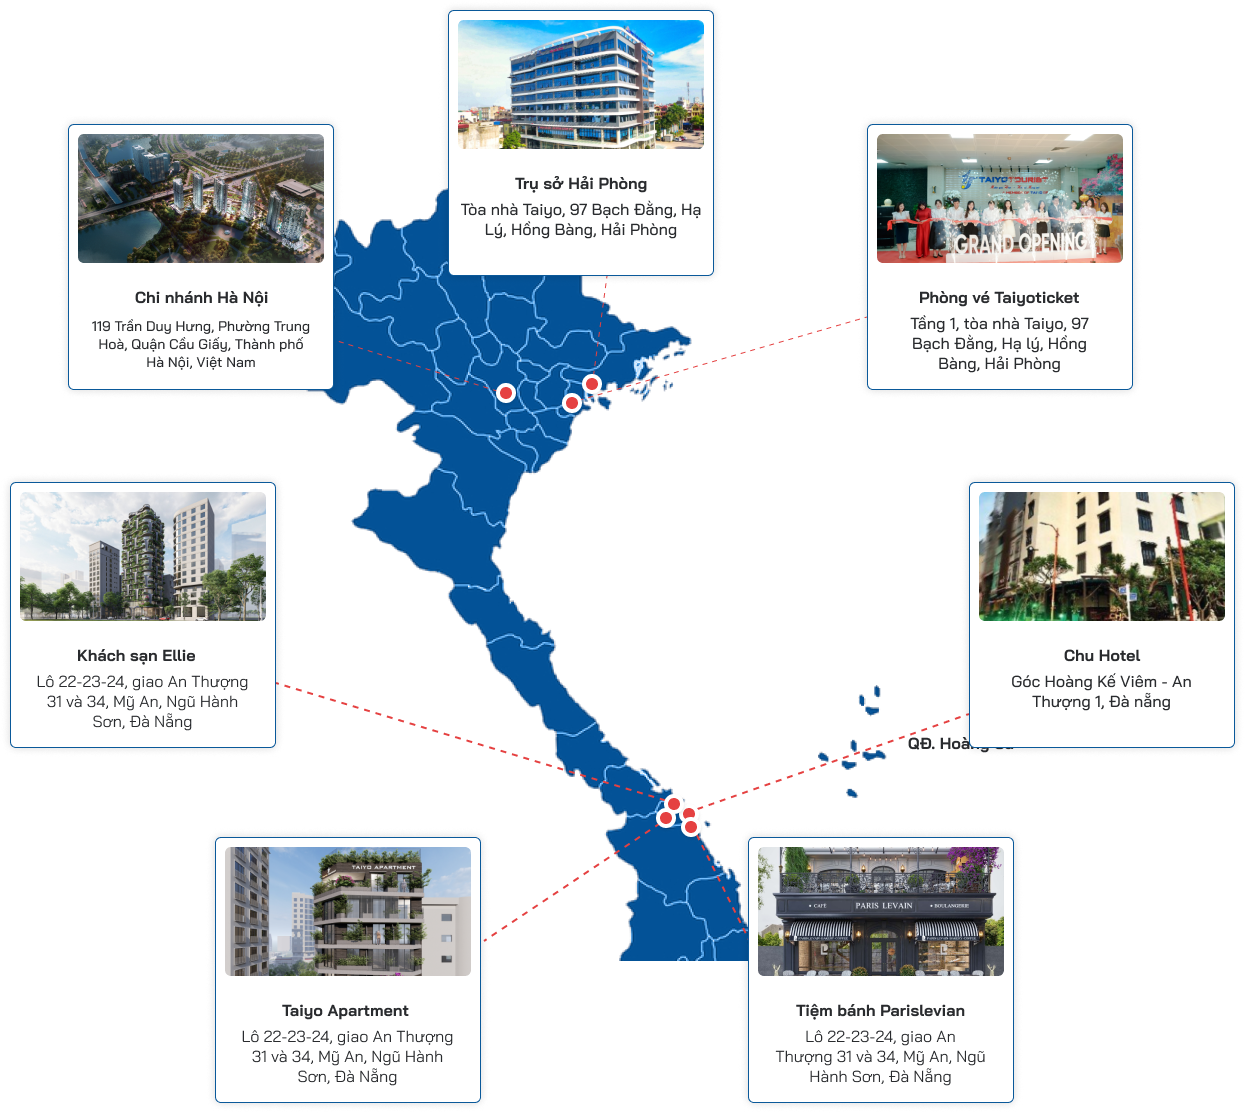 Trụ sở Hải Phòng
Tòa nhà Taiyo, 97 Bạch Đằng, Hạ
Lý, Hồng Bàng, Hải Phòng
Chi nhánh Hà Nội
119 Trần Duy Hưng, Phường Trung
Hoà, Quận Cầu Giấy, Thành phố
Hà Nội, Việt Nam
TAIYOTOURIST
GRAND OPENING
Phòng vé Taiyoticket
Tầng 1, tòa nhà Taiyo, 97
Bạch Đằng, Hạ lý, Hồng
Bàng, Hải Phòng
Khách sạn Ellie
Lô 22-23-24, giao An Thượng
31 và 34, Mỹ An, Ngũ Hành
Sơn, Đà Nẵng
Chu Hotel
Góc Hoàng Kế Viêm - An
Thượng 1, Đà nẵng
QĐ. Hoàng Sa
TAIYO APARTMENT
Taiyo Apartment
Lô 22-23-24, giao An Thượng
31 và 34, Mỹ An, Ngũ Hành
Sơn, Đà Nẵng
CAFÉ PARIS LEVAIN BOULANGERIE
Tiệm bánh Parislevian
Lô 22-23-24, giao An
Thượng 31 và 34, Mỹ An, Ngũ
Hành Sơn, Đà Nẵng